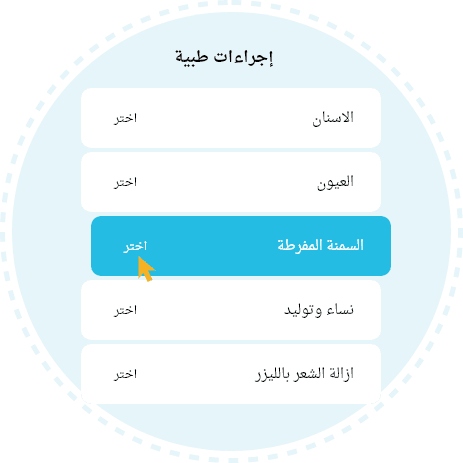 إجراءات طبية
الاسنان اختر
العيون اختر
السمنة المفرطة اختر
نساء وتوليد اختر
ازالة الشعر بالليزر اختر